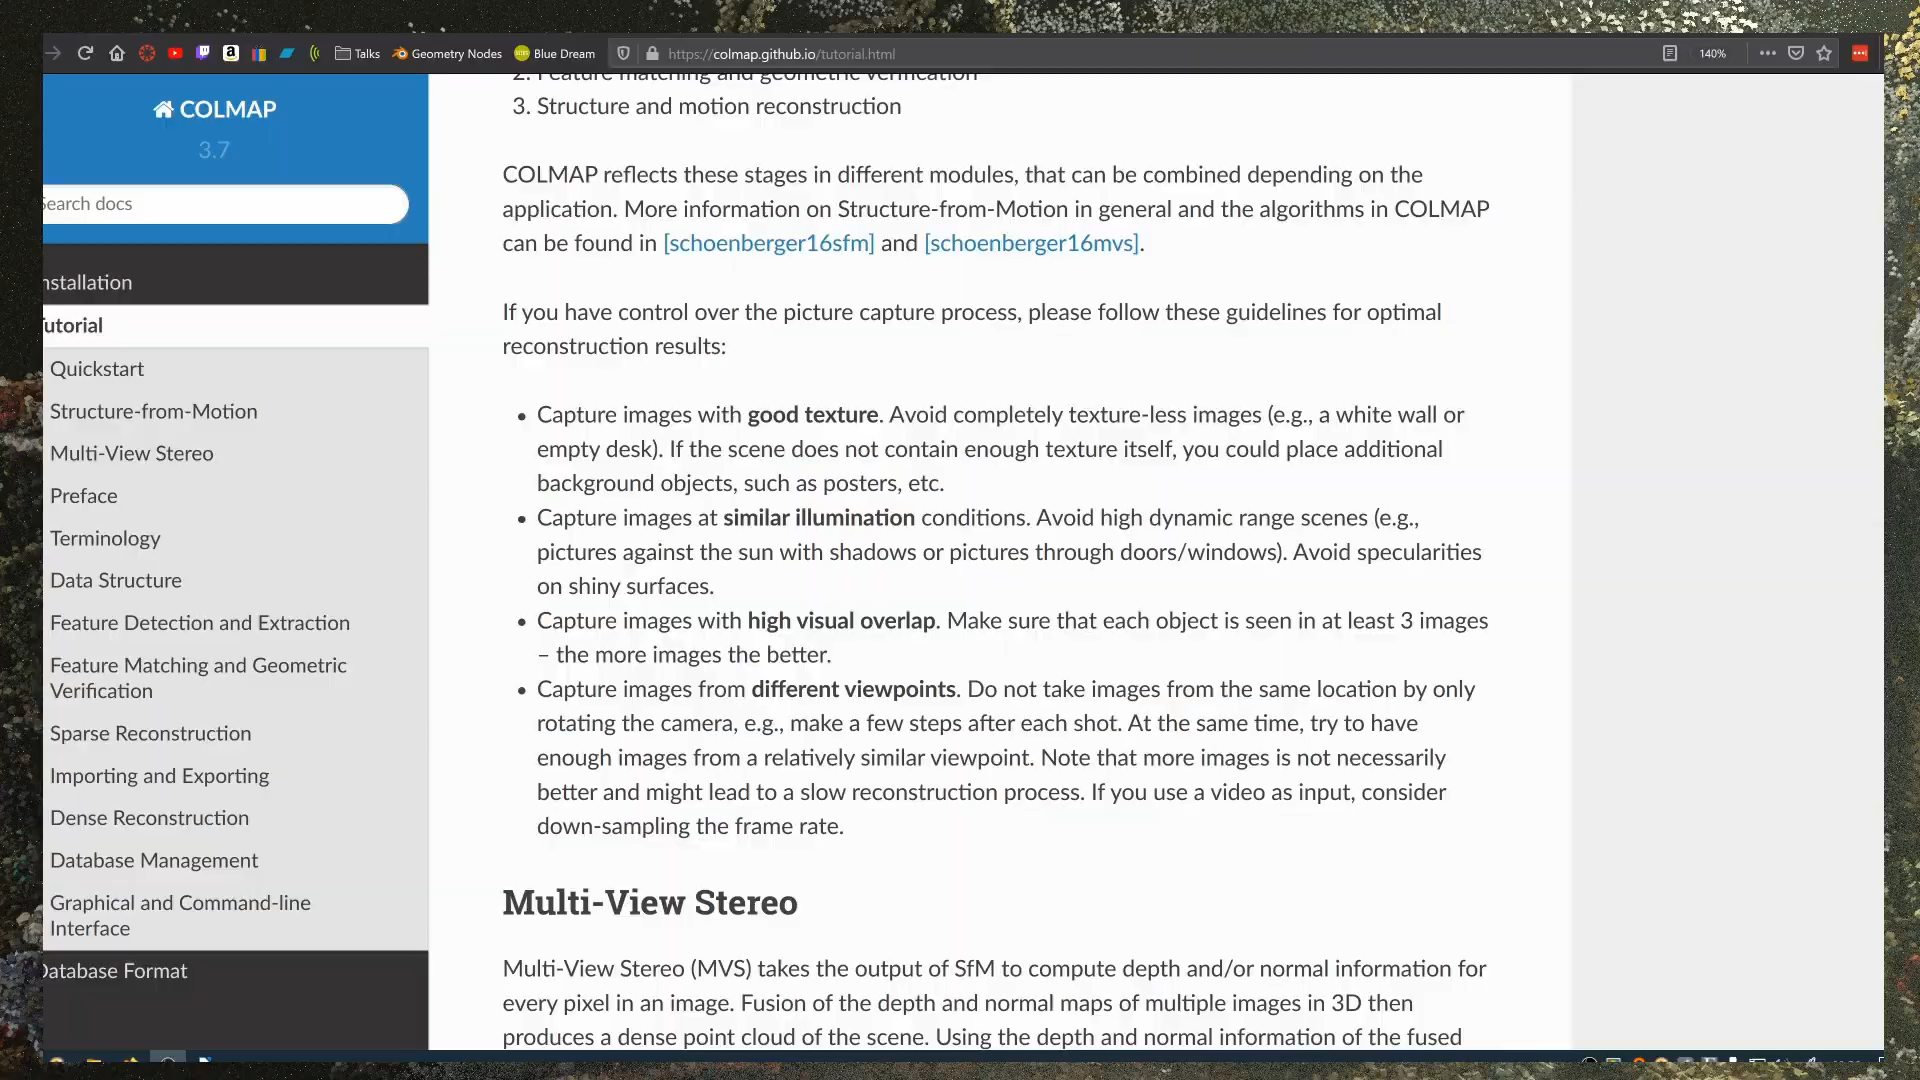 Talks
Geometry Nodes
Blue Dream
https://colmap.github.io/tutorial.html
140%
COLMAP
3.7
Search docs
Installation
Tutorial
Quickstart
Structure-from-Motion
Multi-View Stereo
Preface
Terminology
Data Structure
Feature Detection and Extraction
Feature Matching and Geometric
Verification
Sparse Reconstruction
Importing and Exporting
Dense Reconstruction
Database Management
Graphical and Command-line
Interface
Database Format
2. Feature matching and geometric verification
3. Structure and motion reconstruction
COLMAP reflects these stages in different modules, that can be combined depending on the
application. More information on Structure-from-Motion in general and the algorithms in COLMAP
can be found in [schoenberger16sfm] and [schoenberger16mvs].
If you have control over the picture capture process, please follow these guidelines for optimal
reconstruction results:
• Capture images with good texture. Avoid completely texture-less images (e.g., a white wall or
empty desk). If the scene does not contain enough texture itself, you could place additional
background objects, such as posters, etc.
• Capture images at similar illumination conditions. Avoid high dynamic range scenes (e.g.,
pictures against the sun with shadows or pictures through doors/windows). Avoid specularities
on shiny surfaces.
• Capture images with high visual overlap. Make sure that each object is seen in at least 3 images
– the more images the better.
• Capture images from different viewpoints. Do not take images from the same location by only
rotating the camera, e.g., make a few steps after each shot. At the same time, try to have
enough images from a relatively similar viewpoint. Note that more images is not necessarily
better and might lead to a slow reconstruction process. If you use a video as input, consider
down-sampling the frame rate.
Multi-View Stereo
Multi-View Stereo (MVS) takes the output of SfM to compute depth and/or normal information for
every pixel in an image. Fusion of the depth and normal maps of multiple images in 3D then
produces a dense point cloud of the scene. Using the depth and normal information of the fused